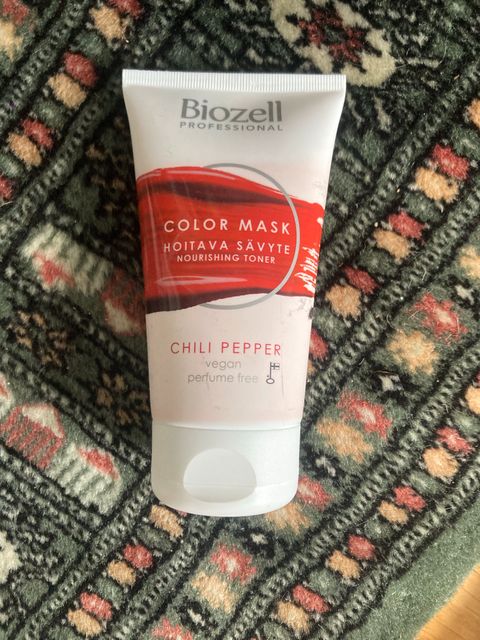 Biozell
PROFESSIONAL
COLOR MASK
HOITAVA SÄVYTE
NOURISHING TONER
CHILI PEPPER
vegan
perfume free